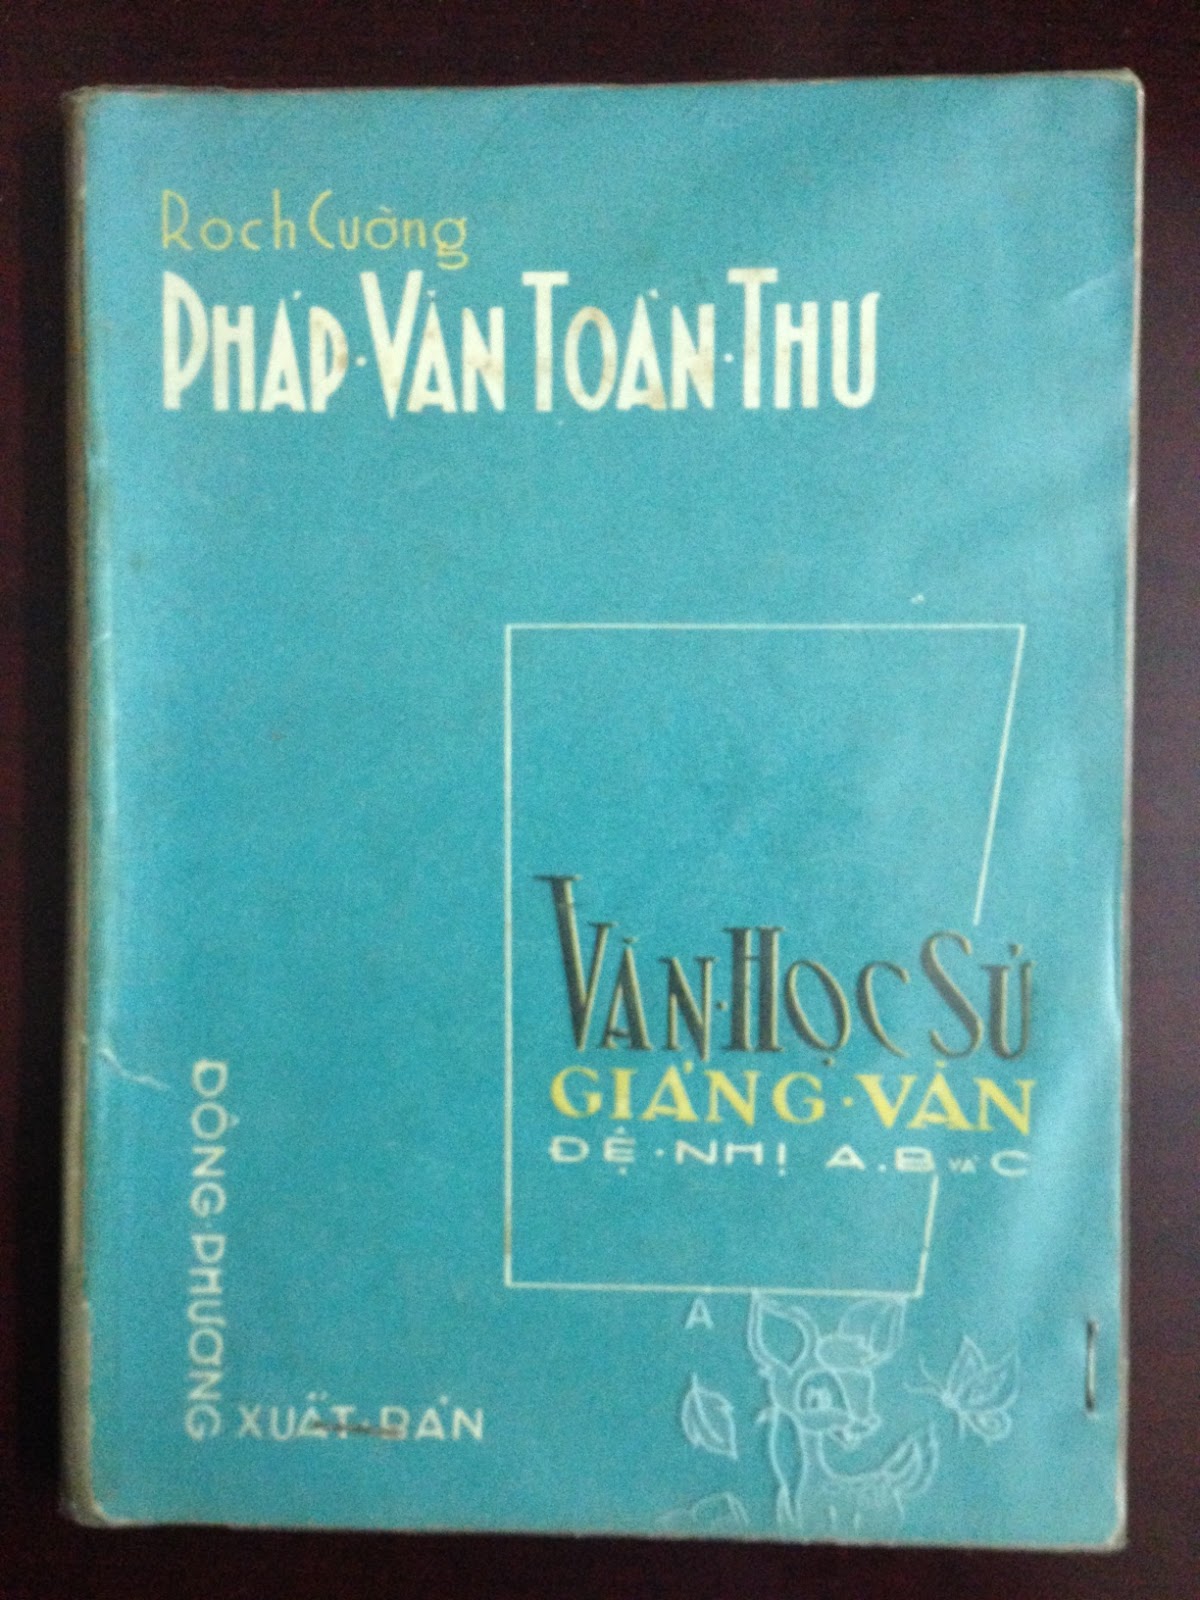 Roch Cường
PHÁP·VĂN TOÀN·THƯ
VĂN·HỌC SỬ
GIẢNG·VĂN
ĐỆ·NHỊ A.B VÀ C
A
ĐÔNG·PHƯƠNG
XUẤT·BẢN